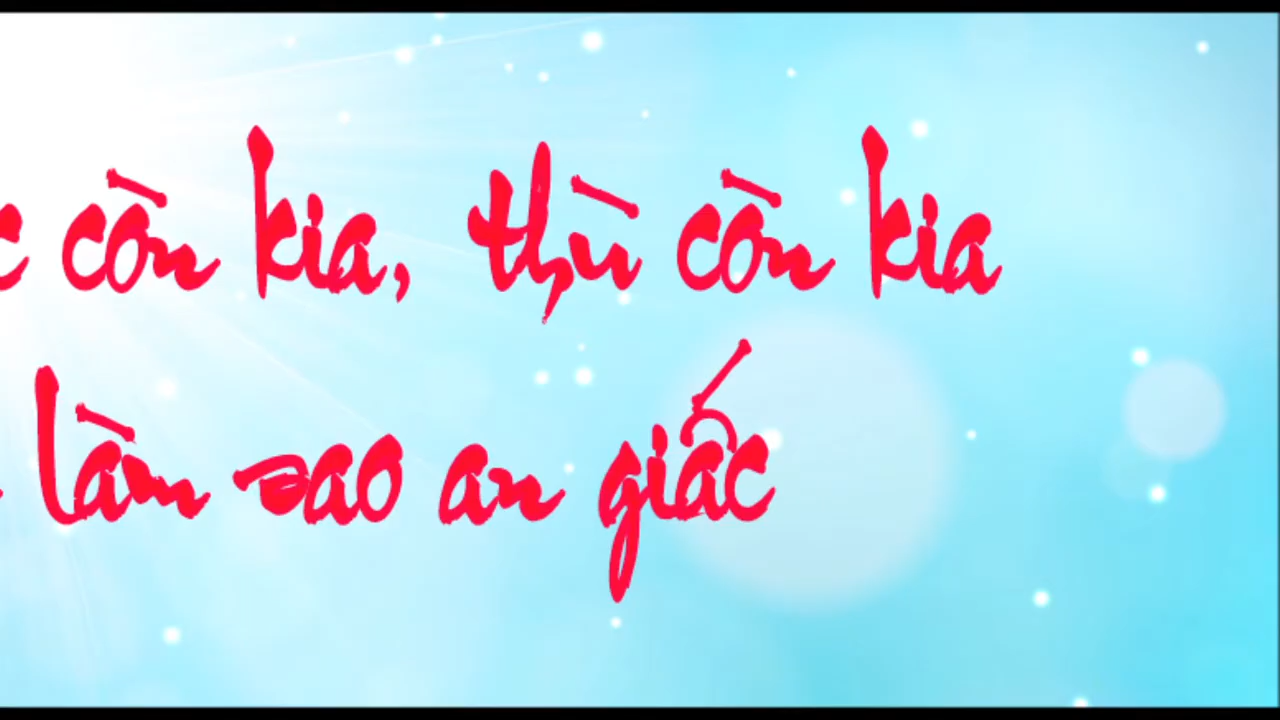 c còn kia, thù còn kia
làm sao an giấc